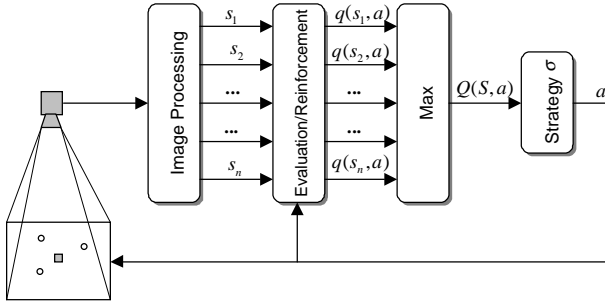 Image Processing
s₁
s₂
...
...
sₙ
Evaluation/Reinforcement
q(s₁,a)
q(s₂,a)
...
...
q(sₙ,a)
Max
Q(S,a)
Strategy σ
a